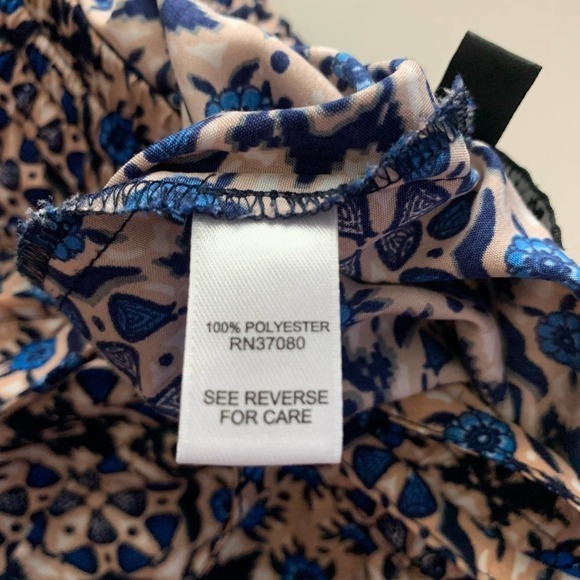 100% POLYESTER
RN37080
SEE REVERSE
FOR CARE